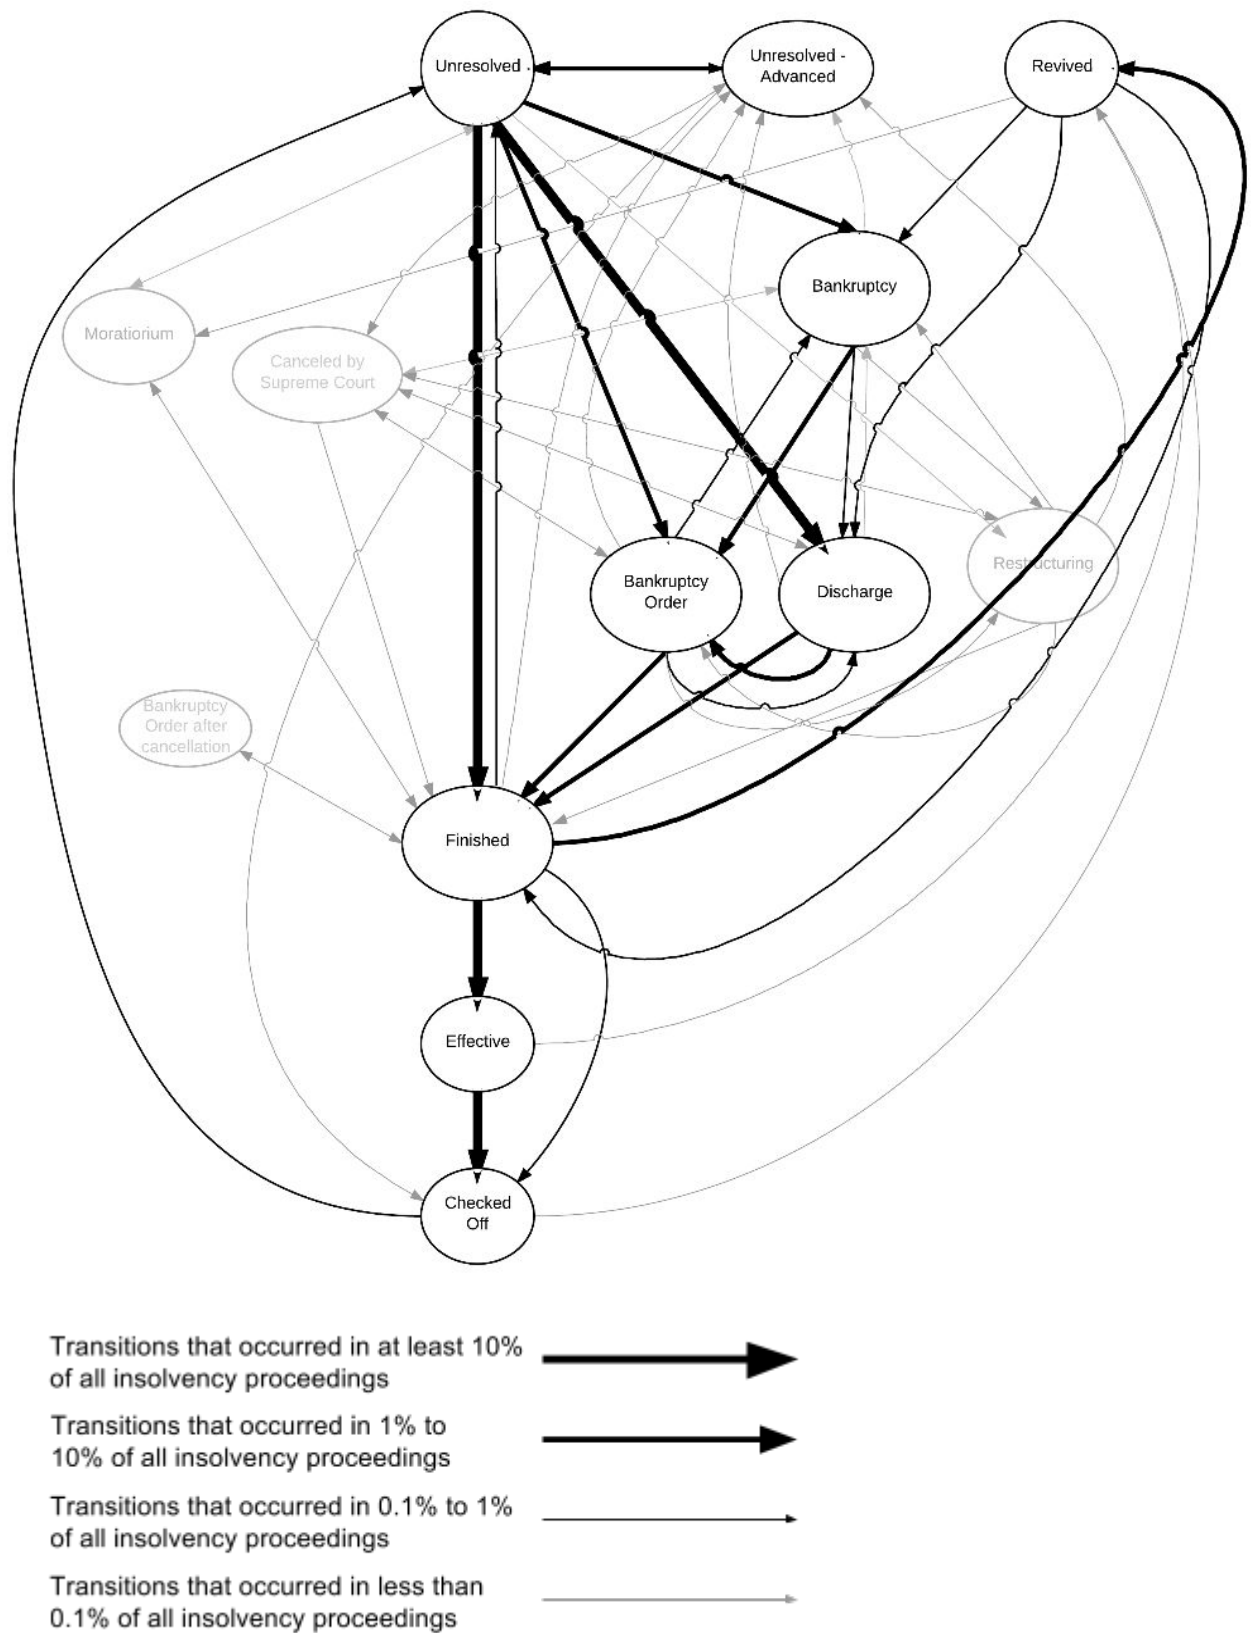 Unresolved
Unresolved -
Advanced
Revived
Bankruptcy
Moratiorium
Canceled by
Supreme Court
Bankruptcy
Order
Discharge
Restructuring
Bankruptcy
Order after
cancellation
Finished
Effective
Checked
Off
Transitions that occurred in at least 10%
of all insolvency proceedings
Transitions that occurred in 1% to
10% of all insolvency proceedings
Transitions that occurred in 0.1% to 1%
of all insolvency proceedings
Transitions that occurred in less than
0.1% of all insolvency proceedings